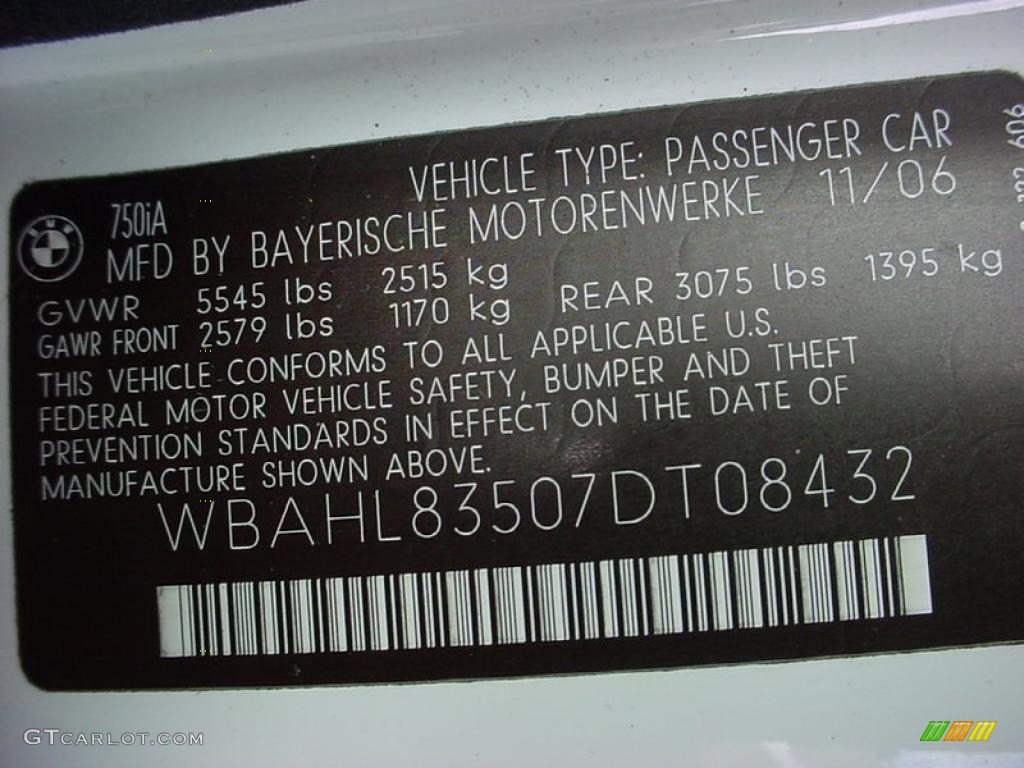 VEHICLE TYPE: PASSENGER CAR
750iA
MFD BY BAYERISCHE MOTORENWERKE 11/06
GVWR 5545 lbs 2515 kg
GAWR FRONT 2579 lbs 1170 kg REAR 3075 lbs 1395 kg
THIS VEHICLE CONFORMS TO ALL APPLICABLE U.S.
FEDERAL MOTOR VEHICLE SAFETY, BUMPER AND THEFT
PREVENTION STANDARDS IN EFFECT ON THE DATE OF
MANUFACTURE SHOWN ABOVE.
WBAHL83507DT08432
BMW
906
GTCARLOT.COM